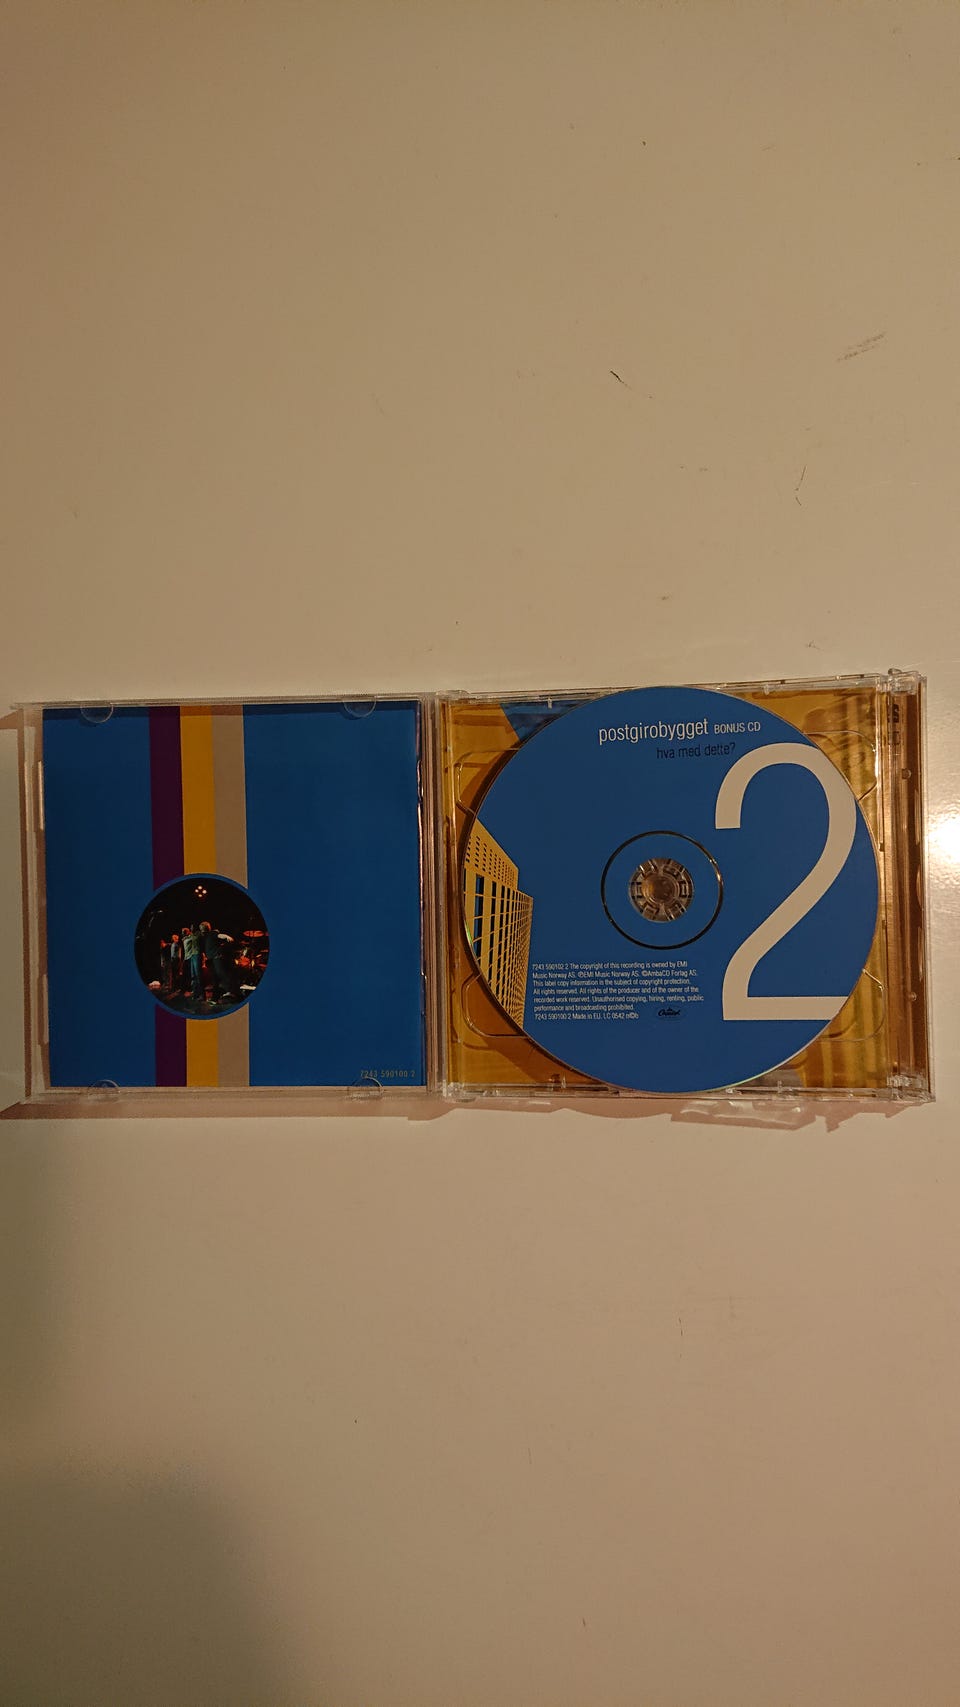 7243 590100 2
postgirobygget BONUS CD
hva med dette?
2
7243 590102 2 The copyright of this recording is owned by EMI
Music Norway AS. ℗EMI Music Norway AS. ©AmbaCD Forlag AS.
This label copy information is the subject of copyright protection.
All rights reserved. All rights of the producer and of the owner of the
recorded work reserved. Unauthorised copying, hiring, renting, public
performance and broadcasting prohibited.
7243 590100 2 Made in EU. LC 0542 n©b
Capitol